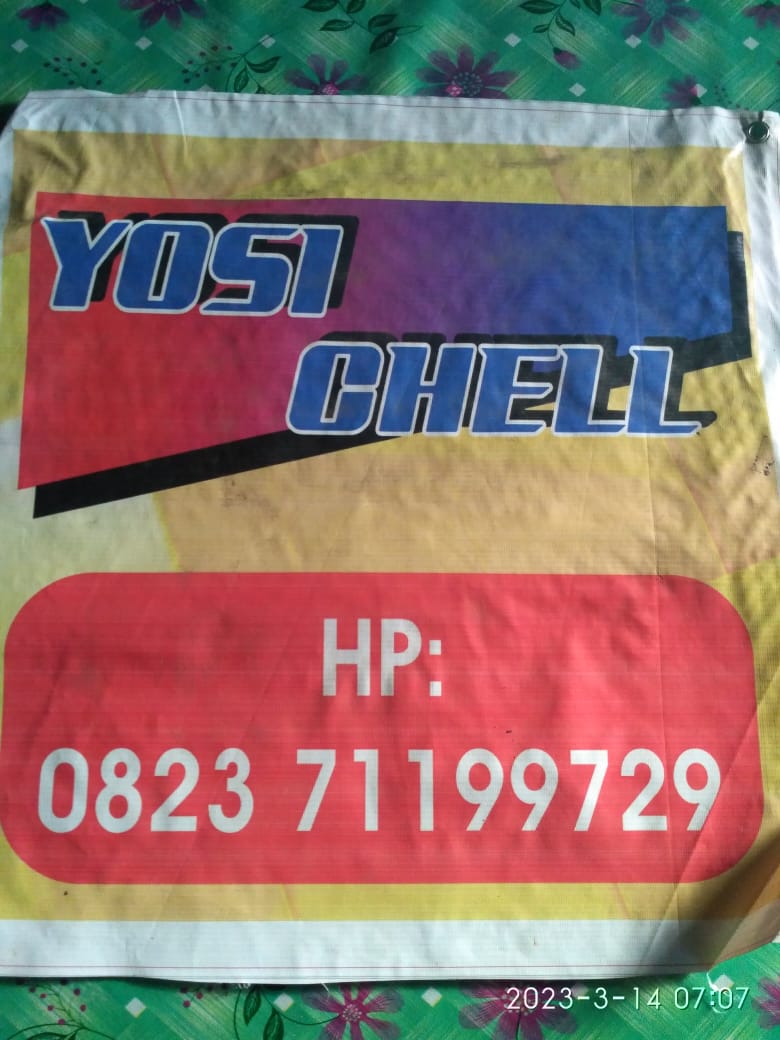 YOSI
CHELL
HP:
0823 71199729
2023-3-14 07:07